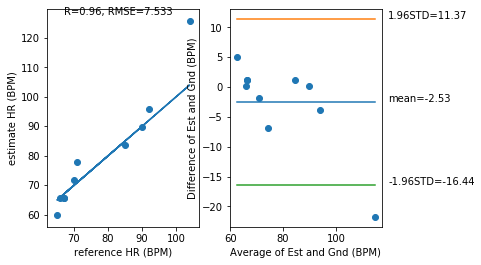 R=0.96, RMSE=7.533
130
120
110
100
90
80
70
60
70 80 90 100
estimate HR (BPM)
reference HR (BPM)
10
5
0
−5
−10
−15
−20
60 80 100
Difference of Est and Gnd (BPM)
Average of Est and Gnd (BPM)
1.96STD=11.37
mean=-2.53
-1.96STD=-16.44